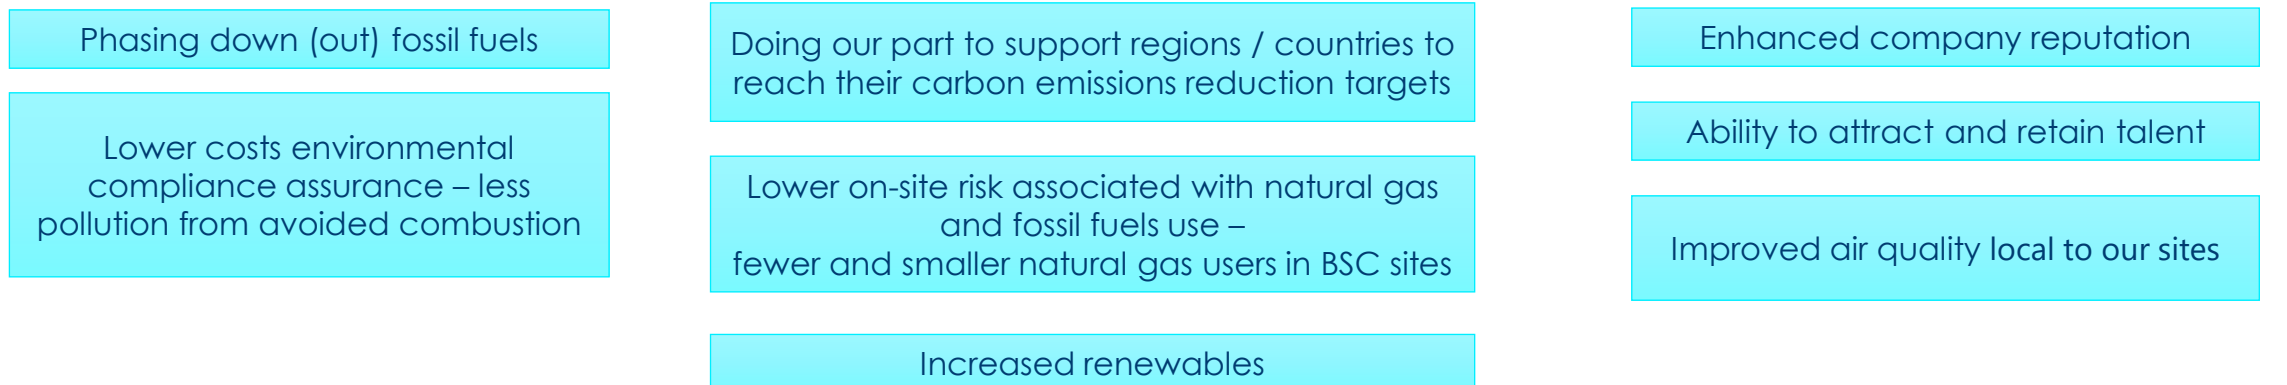 Phasing down (out) fossil fuels
Lower costs environmental
compliance assurance – less
pollution from avoided combustion
Doing our part to support regions / countries to
reach their carbon emissions reduction targets
Lower on-site risk associated with natural gas
and fossil fuels use –
fewer and smaller natural gas users in BSC sites
Increased renewables
Enhanced company reputation
Ability to attract and retain talent
Improved air quality local to our sites